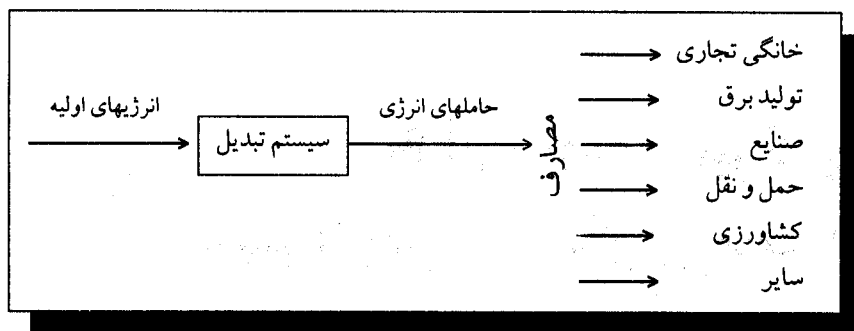 خانگی تجاری
تولید برق
صنایع
حمل و نقل
کشاورزی
سایر
مصارف
حاملهای انرژی
سیستم تبدیل
انرژیهای اولیه